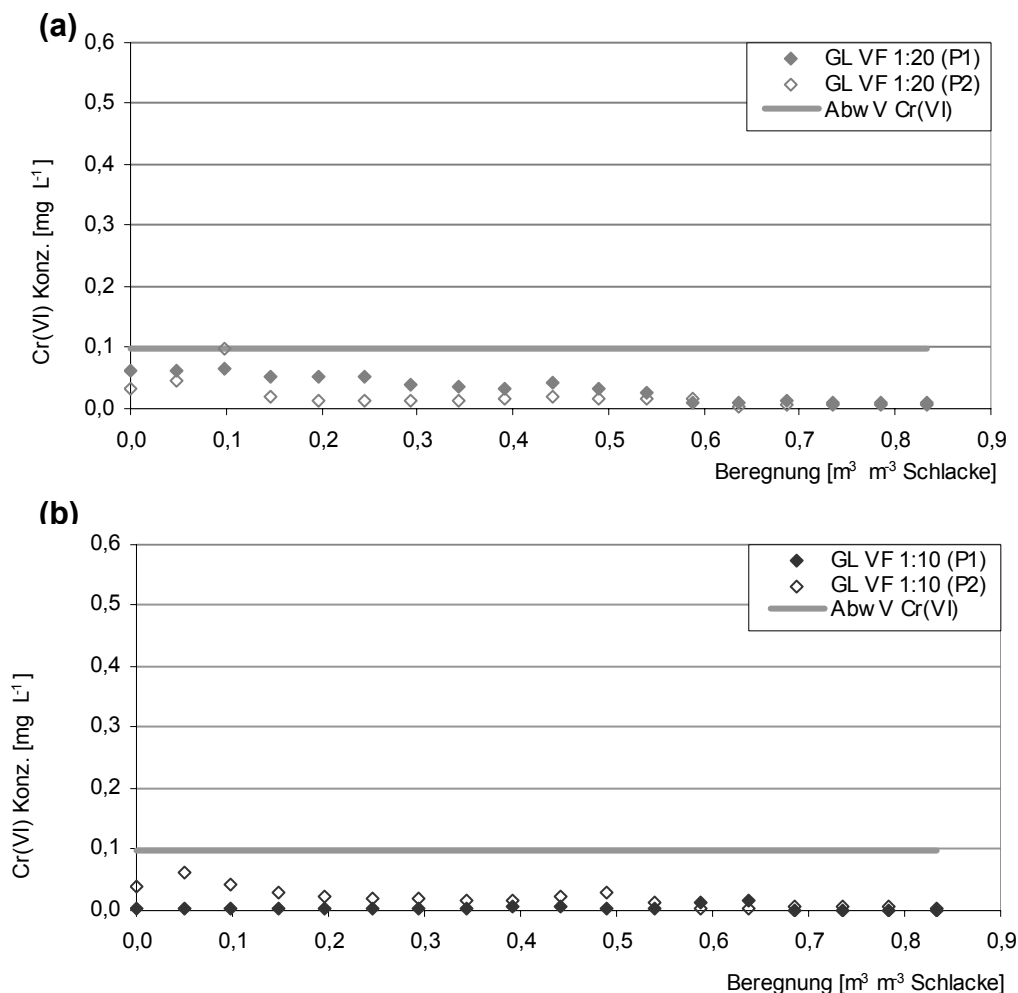 (a)
0,6
0,5
0,4
0,3
0,2
0,1
0,0
Cr(VI) Konz. [mg L⁻¹]
GL VF 1:20 (P1)
GL VF 1:20 (P2)
Abw V Cr(VI)
0,0 0,1 0,2 0,3 0,4 0,5 0,6 0,7 0,8 0,9
Beregnung [m³ m⁻³ Schlacke]
(b)
0,6
0,5
0,4
0,3
0,2
0,1
0,0
Cr(VI) Konz. [mg L⁻¹]
GL VF 1:10 (P1)
GL VF 1:10 (P2)
Abw V Cr(VI)
0,0 0,1 0,2 0,3 0,4 0,5 0,6 0,7 0,8 0,9
Beregnung [m³ m⁻³ Schlacke]